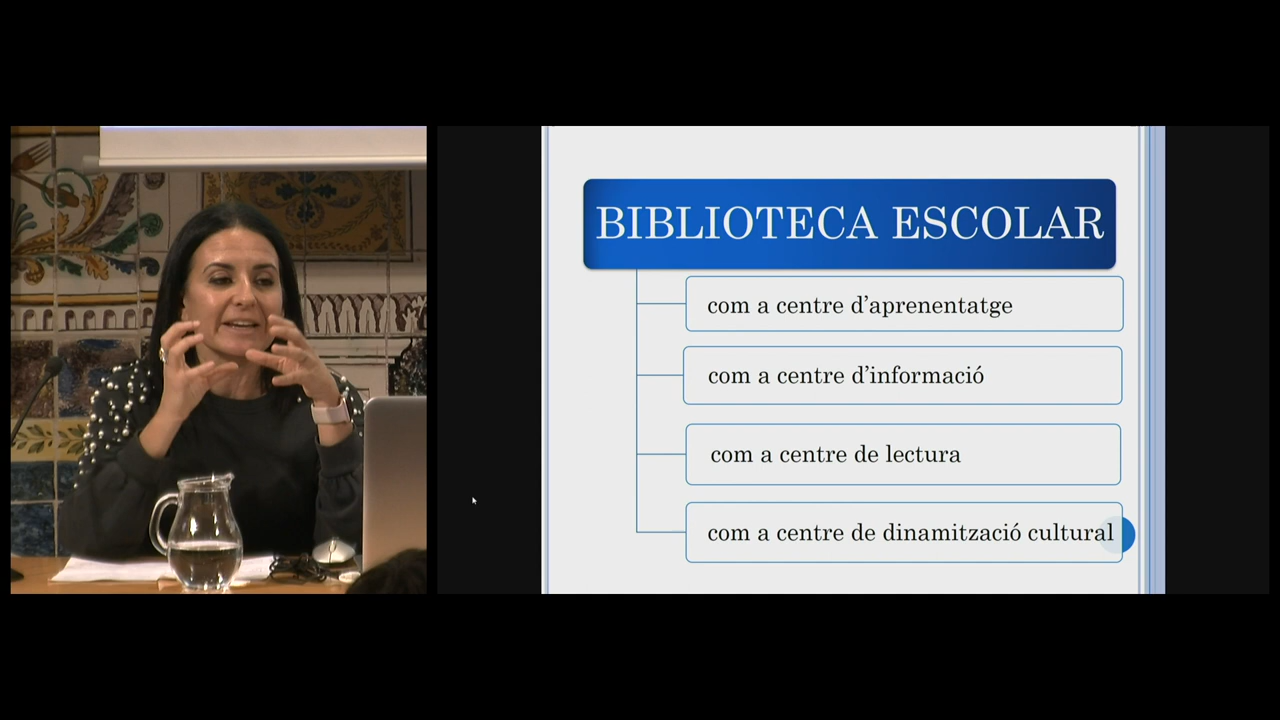 BIBLIOTECA ESCOLAR
com a centre d’aprenentatge
com a centre d’informació
com a centre de lectura
com a centre de dinamització cultural